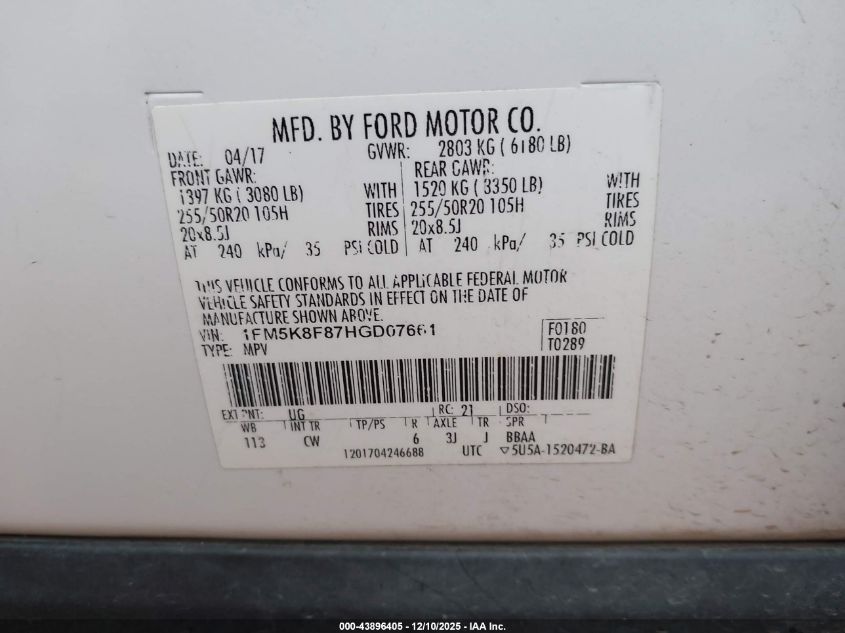 MFD. BY FORD MOTOR CO.
DATE: 04/17 GVWR: 2803 KG ( 6180 LB)
FRONT GAWR: REAR GAWR:
1397 KG ( 3080 LB) WITH 1520 KG ( 3350 LB) WITH
255/50R20 105H TIRES 255/50R20 105H TIRES
20x8.5J RIMS 20x8.5J RIMS
AT 240 kPa/ 35 PSI COLD AT 240 kPa/ 35 PSI COLD
THIS VEHICLE CONFORMS TO ALL APPLICABLE FEDERAL MOTOR
VEHICLE SAFETY STANDARDS IN EFFECT ON THE DATE OF
MANUFACTURE SHOWN ABOVE.
VIN: 1FM5K8F87HGD07661 F0180
TYPE: MPV T0289
EXT PNT: UG RC: 21 DSO:
WB INT TR TP/PS R AXLE TR SPR
113 CW 6 3J J BBAA
1201704246688 UTC ▽5U5A-1520472-BA
000-43896405 - 12/10/2025 - IAA Inc.